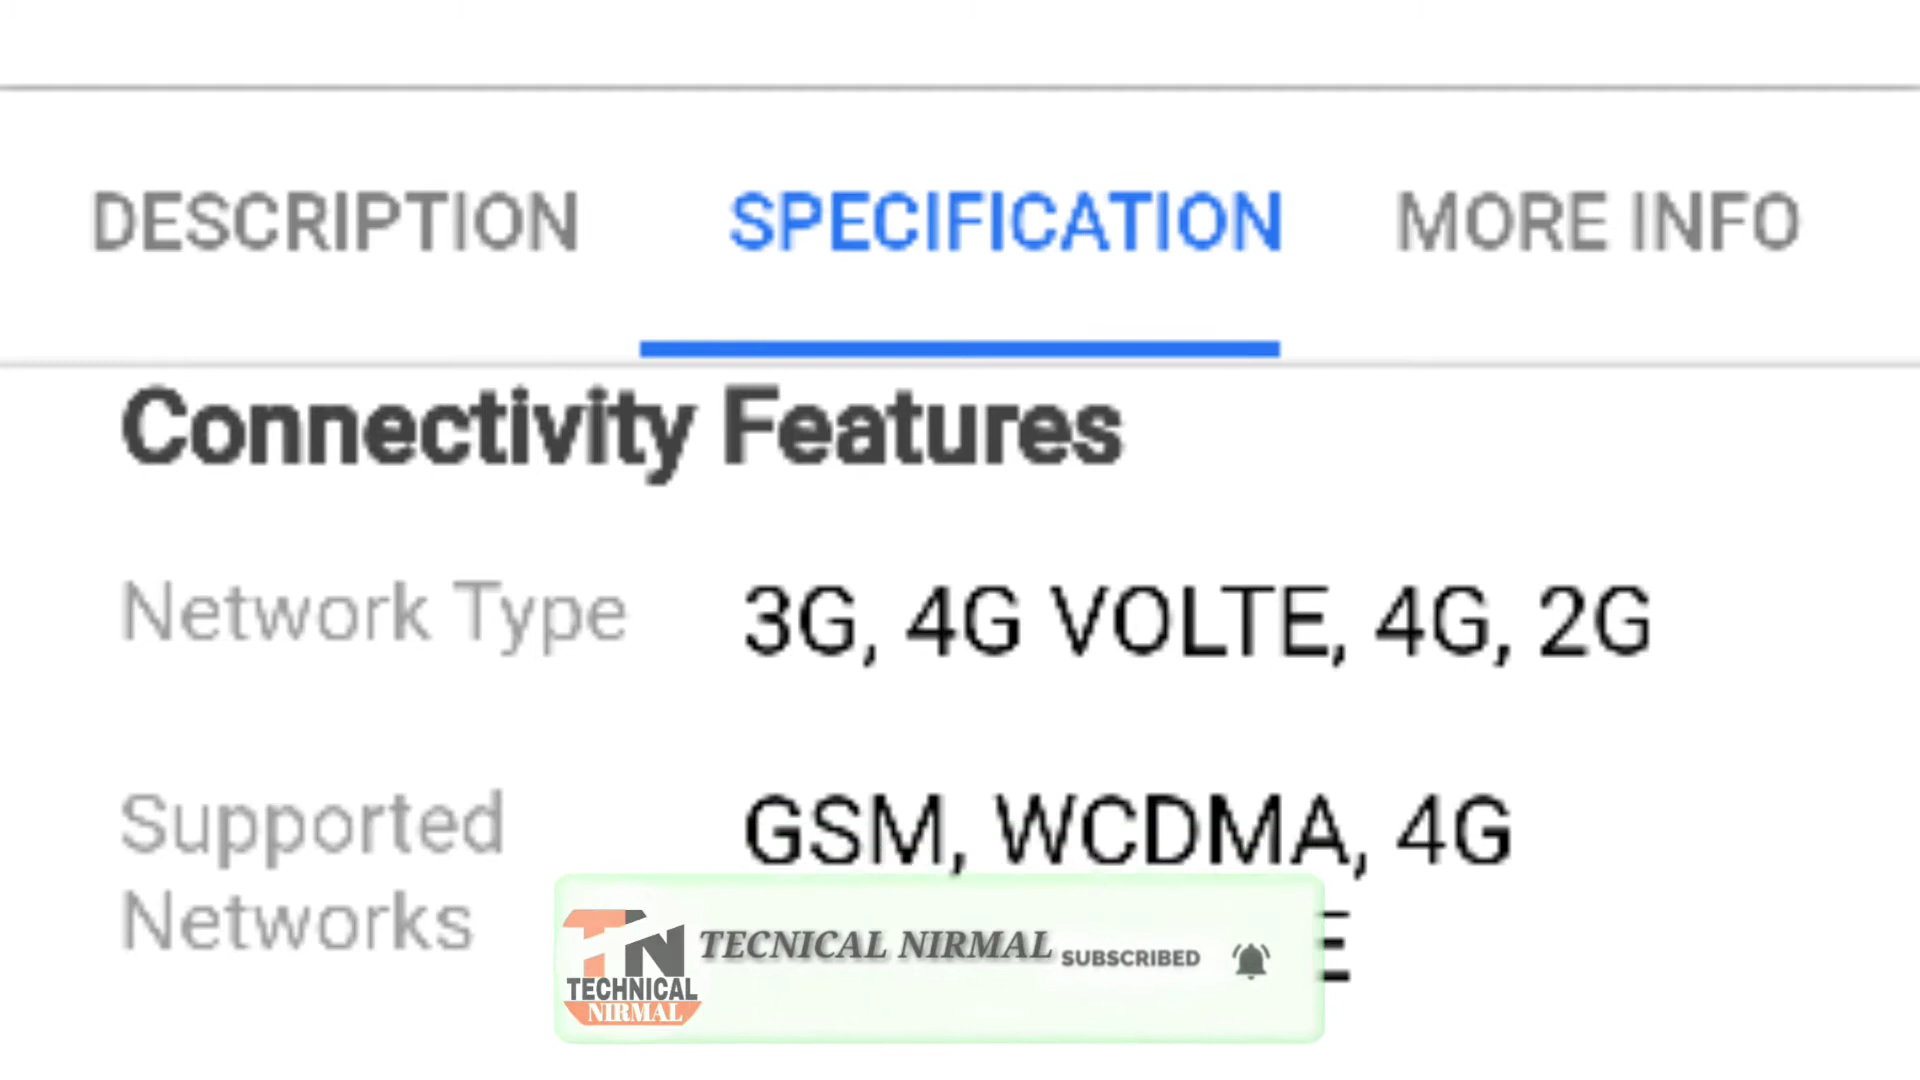 DESCRIPTION SPECIFICATION MORE INFO
Connectivity Features
Network Type 3G, 4G VOLTE, 4G, 2G
Supported GSM, WCDMA, 4G
Networks
TECNICAL NIRMAL SUBSCRIBED
TN
TECHNICAL
NIRMAL